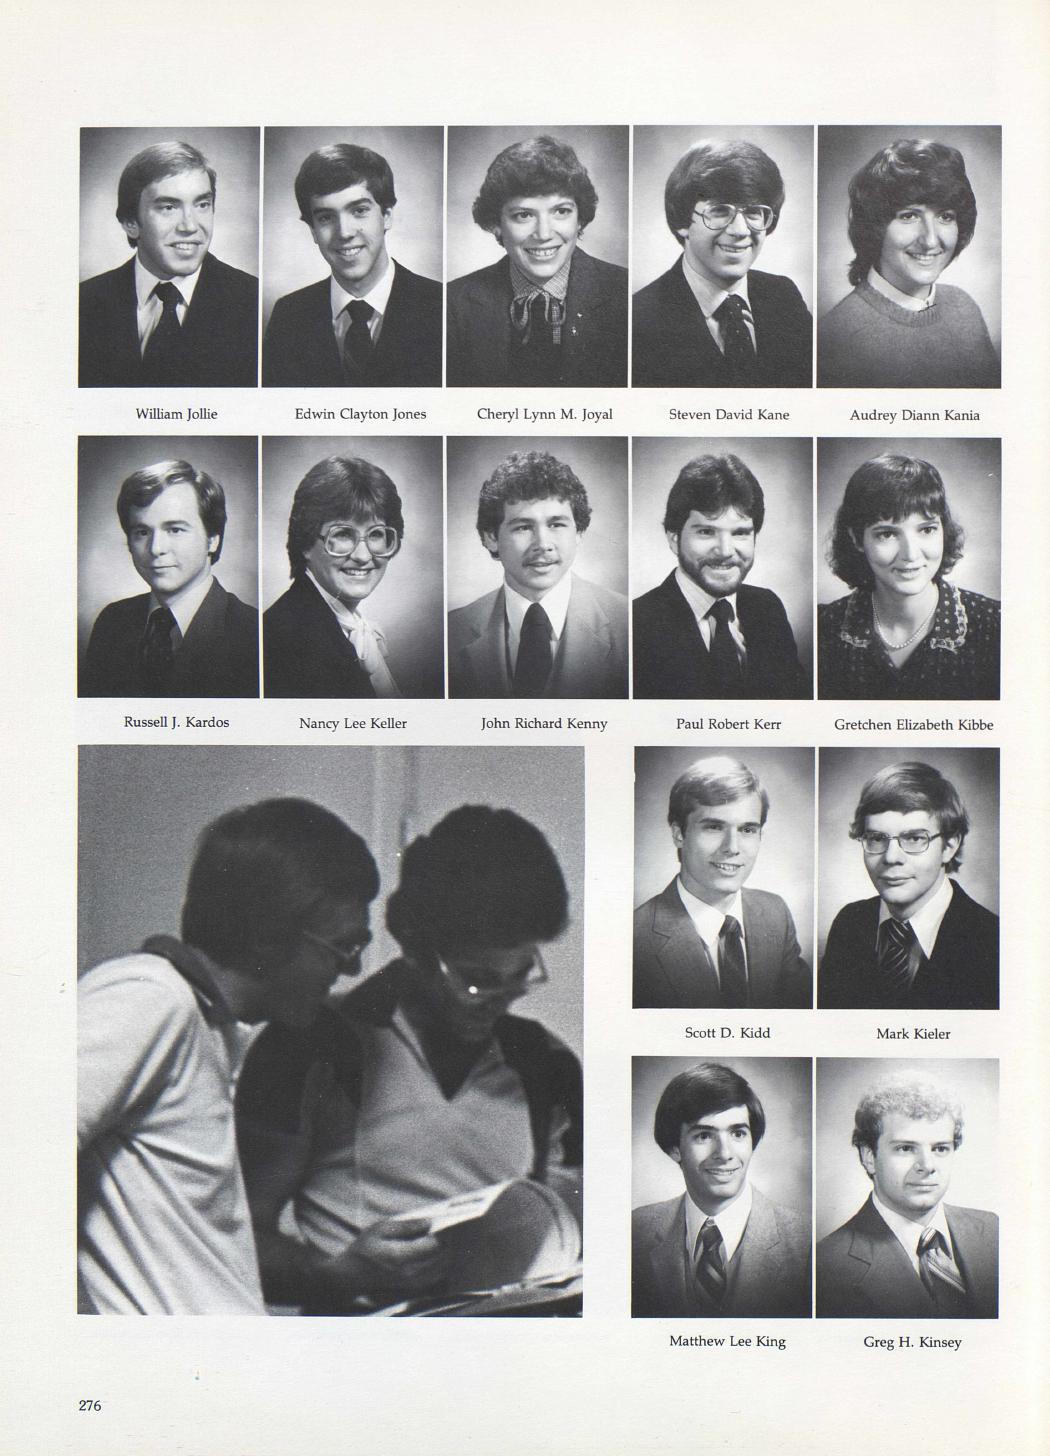 William Jollie
Edwin Clayton Jones
Cheryl Lynn M. Joyal
Steven David Kane
Audrey Diann Kania
Russell J. Kardos
Nancy Lee Keller
John Richard Kenny
Paul Robert Kerr
Gretchen Elizabeth Kibbe
Scott D. Kidd
Mark Kieler
Matthew Lee King
Greg H. Kinsey
276